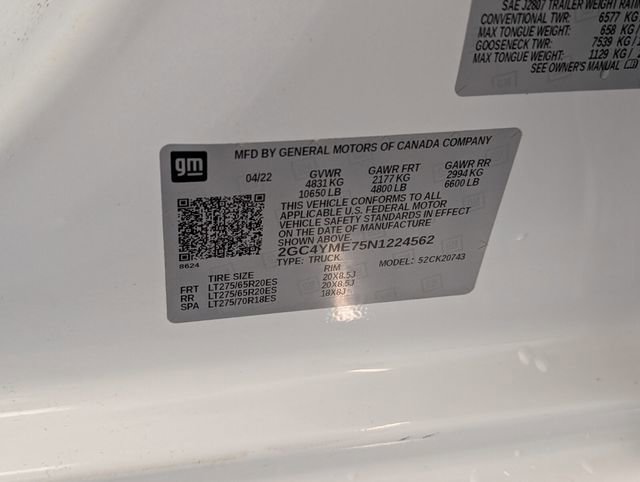 SAE J2807 TRAILER WEIGHT RATIN
CONVENTIONAL TWR: 6577 KG
MAX TONGUE WEIGHT: 658 KG/
GOOSENECK TWR: 7539 KG/
MAX TONGUE WEIGHT: 1129 KG/
SEE OWNER'S MANUAL
gm
MFD BY GENERAL MOTORS OF CANADA COMPANY
04/22 GVWR GAWR FRT GAWR RR
4831 KG 2177 KG 2994 KG
10650 LB 4800 LB 6600 LB
THIS VEHICLE CONFORMS TO ALL
APPLICABLE U.S. FEDERAL MOTOR
VEHICLE SAFETY STANDARDS IN EFFECT
ON THE DATE OF MANUFACTURE
SHOWN ABOVE.
2GC4YME75N1224562
8624
TYPE: TRUCK MODEL: 52CK20743
TIRE SIZE RIM
FRT LT275/65R20ES 20X8.5J
RR LT275/65R20ES 20X8.5J
SPA LT275/70R18ES 18X8J